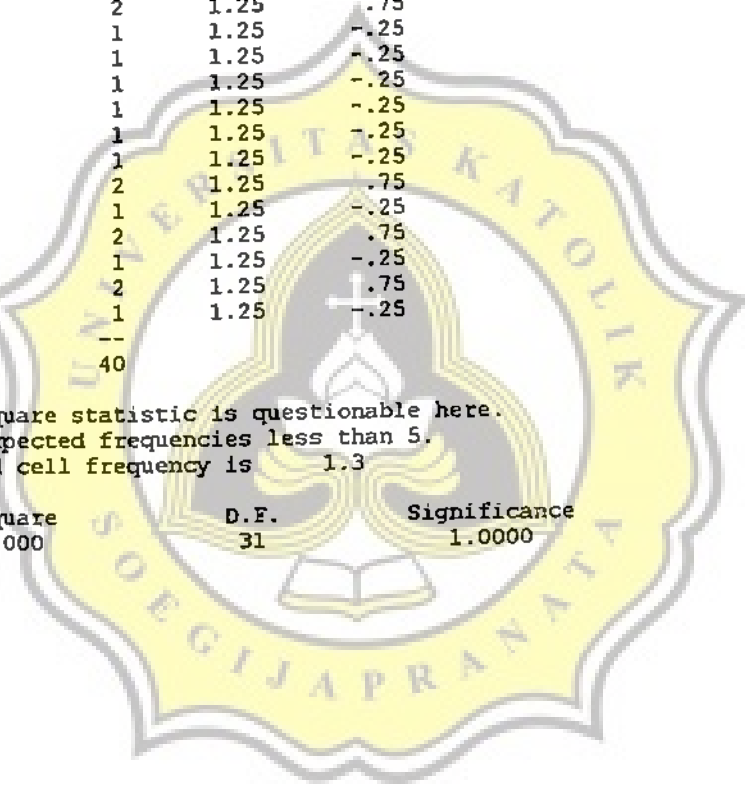 2 1.25 .75
1 1.25 -.25
1 1.25 -.25
1 1.25 -.25
1 1.25 -.25
1 1.25 -.25
1 1.25 -.25
2 1.25 .75
1 1.25 -.25
2 1.25 .75
1 1.25 -.25
2 1.25 .75
1 1.25 -.25
--
40
uare statistic is questionable here.
pected frequencies less than 5.
cell frequency is 1.3
uare D.F. Significance
000 31 1.0000
UNIVERSITAS KATOLIK
SOEGIJAPRANATA